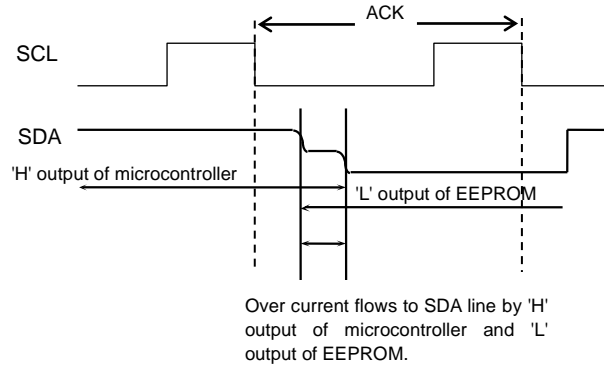 ACK
SCL
SDA
'H' output of microcontroller
'L' output of EEPROM
Over current flows to SDA line by 'H'
output of microcontroller and 'L'
output of EEPROM.